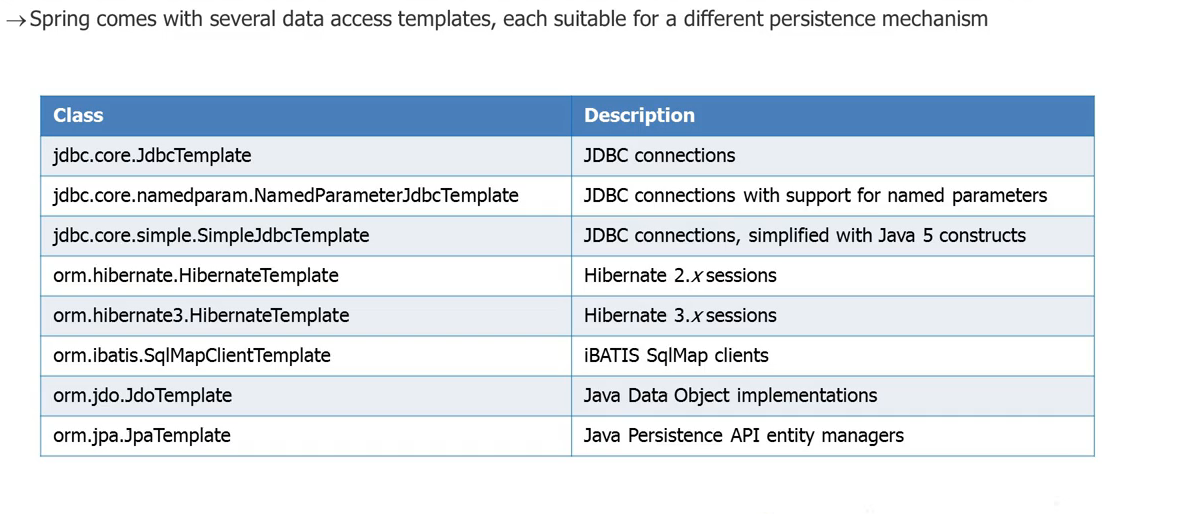 →Spring comes with several data access templates, each suitable for a different persistence mechanism
Class Description
jdbc.core.JdbcTemplate JDBC connections
jdbc.core.namedparam.NamedParameterJdbcTemplate JDBC connections with support for named parameters
jdbc.core.simple.SimpleJdbcTemplate JDBC connections, simplified with Java 5 constructs
orm.hibernate.HibernateTemplate Hibernate 2.x sessions
orm.hibernate3.HibernateTemplate Hibernate 3.x sessions
orm.ibatis.SqlMapClientTemplate iBATIS SqlMap clients
orm.jdo.JdoTemplate Java Data Object implementations
orm.jpa.JpaTemplate Java Persistence API entity managers